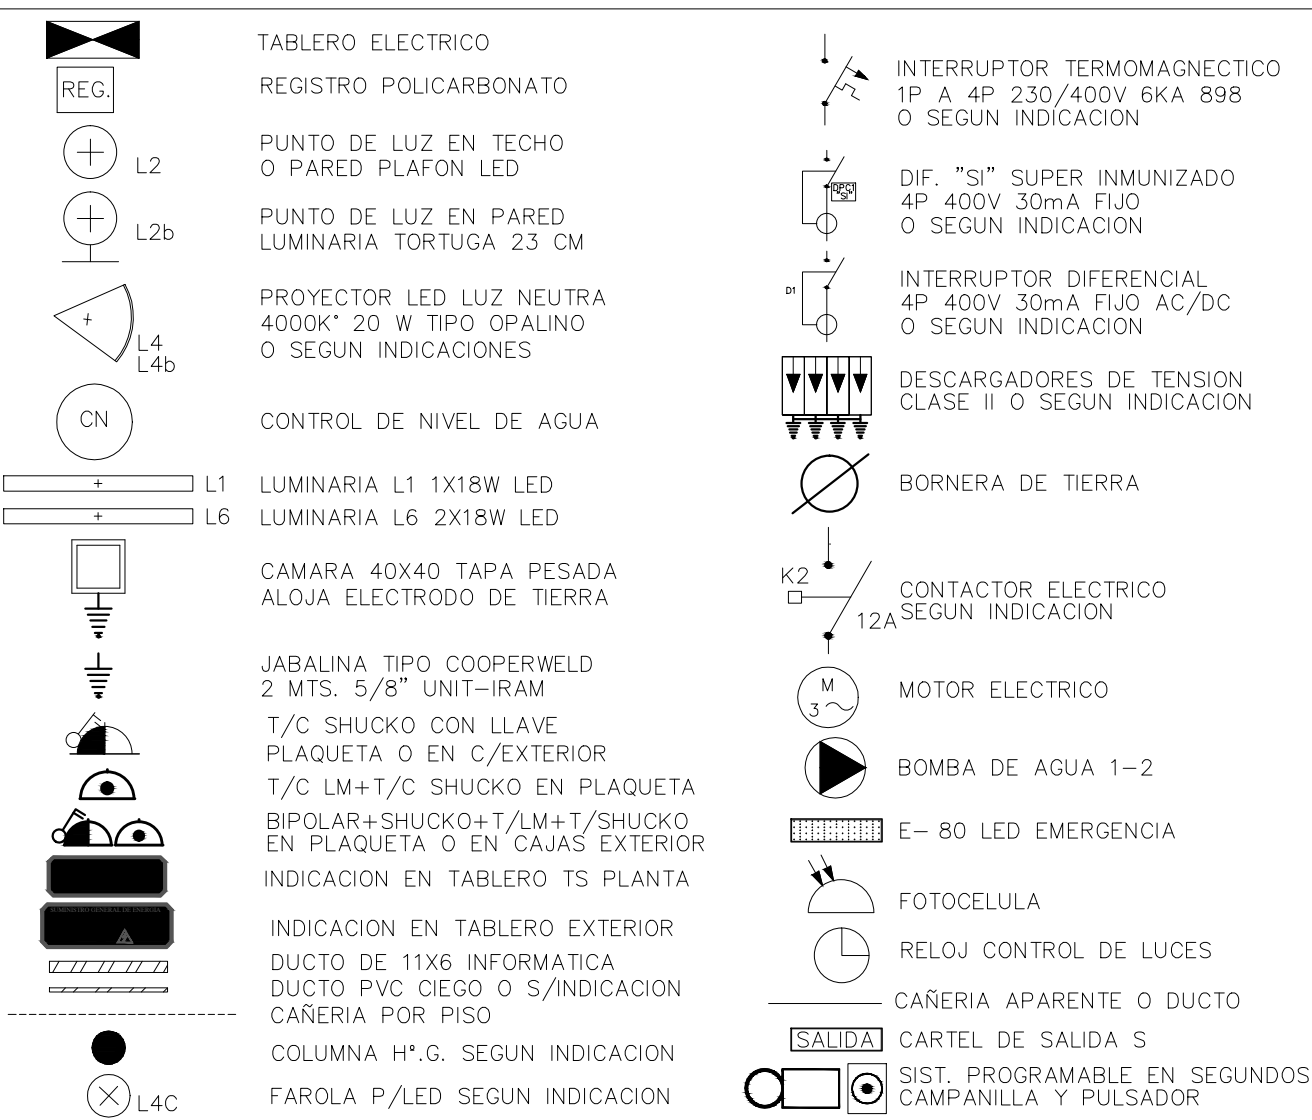 TABLERO ELECTRICO
REG.
REGISTRO POLICARBONATO
L2
PUNTO DE LUZ EN TECHO
O PARED PLAFON LED
L2b
PUNTO DE LUZ EN PARED
LUMINARIA TORTUGA 23 CM
L4
L4b
PROYECTOR LED LUZ NEUTRA
4000K° 20 W TIPO OPALINO
O SEGUN INDICACIONES
CN
CONTROL DE NIVEL DE AGUA
L1 LUMINARIA L1 1X18W LED
L6 LUMINARIA L6 2X18W LED
CAMARA 40X40 TAPA PESADA
ALOJA ELECTRODO DE TIERRA
JABALINA TIPO COOPERWELD
2 MTS. 5/8" UNIT-IRAM
T/C SHUCKO CON LLAVE
PLAQUETA O EN C/EXTERIOR
T/C LM+T/C SHUCKO EN PLAQUETA
BIPOLAR+SHUCKO+T/LM+T/SHUCKO
EN PLAQUETA O EN CAJAS EXTERIOR
INDICACION EN TABLERO TS PLANTA
SUMINISTRO GENERAL DE ENERGIA
INDICACION EN TABLERO EXTERIOR
DUCTO DE 11X6 INFORMATICA
DUCTO PVC CIEGO O S/INDICACION
CAÑERIA POR PISO
COLUMNA Hº.G. SEGUN INDICACION
L4C
FAROLA P/LED SEGUN INDICACION
INTERRUPTOR TERMOMAGNECTICO
1P A 4P 230/400V 6KA 898
O SEGUN INDICACION
DPC1
"SI"
DIF. "SI" SUPER INMUNIZADO
4P 400V 30mA FIJO
O SEGUN INDICACION
D1
INTERRUPTOR DIFERENCIAL
4P 400V 30mA FIJO AC/DC
O SEGUN INDICACION
DESCARGADORES DE TENSION
CLASE II O SEGUN INDICACION
BORNERA DE TIERRA
K2
12A
CONTACTOR ELECTRICO
SEGUN INDICACION
M
3~
MOTOR ELECTRICO
BOMBA DE AGUA 1-2
E- 80 LED EMERGENCIA
FOTOCELULA
RELOJ CONTROL DE LUCES
CAÑERIA APARENTE O DUCTO
SALIDA
CARTEL DE SALIDA S
SIST. PROGRAMABLE EN SEGUNDOS
CAMPANILLA Y PULSADOR